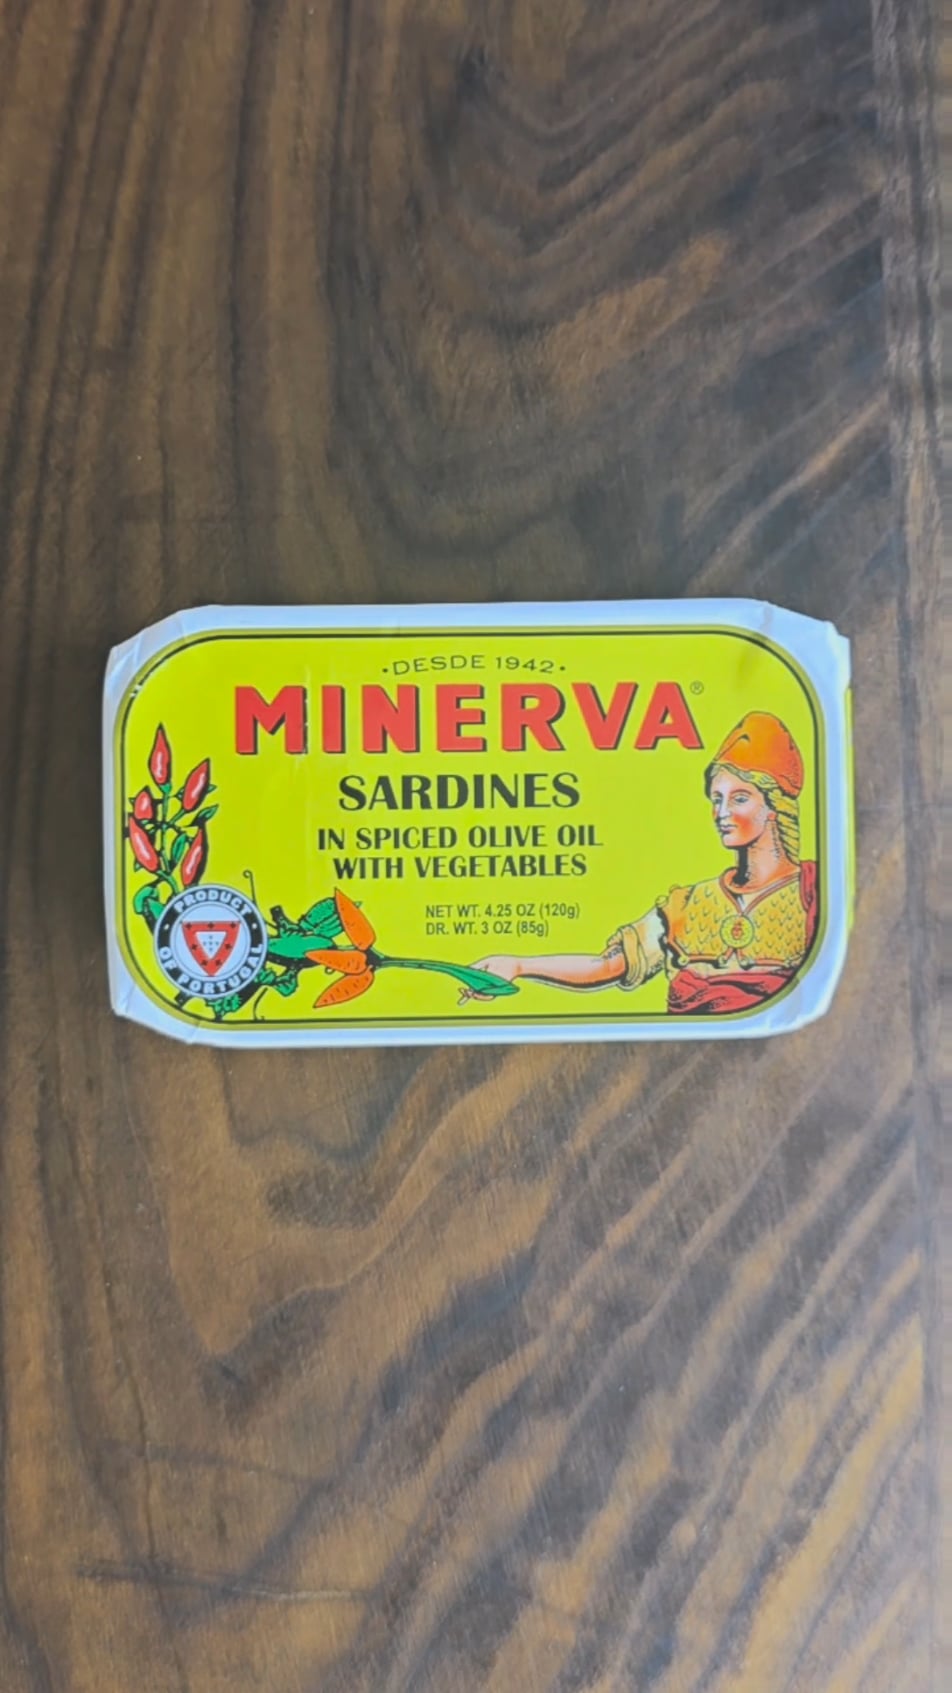 ·DESDE 1942·
MINERVA®
SARDINES
IN SPICED OLIVE OIL
WITH VEGETABLES
NET WT. 4.25 OZ (120g)
DR. WT. 3 OZ (85g)
PRODUCT
OF PORTUGAL